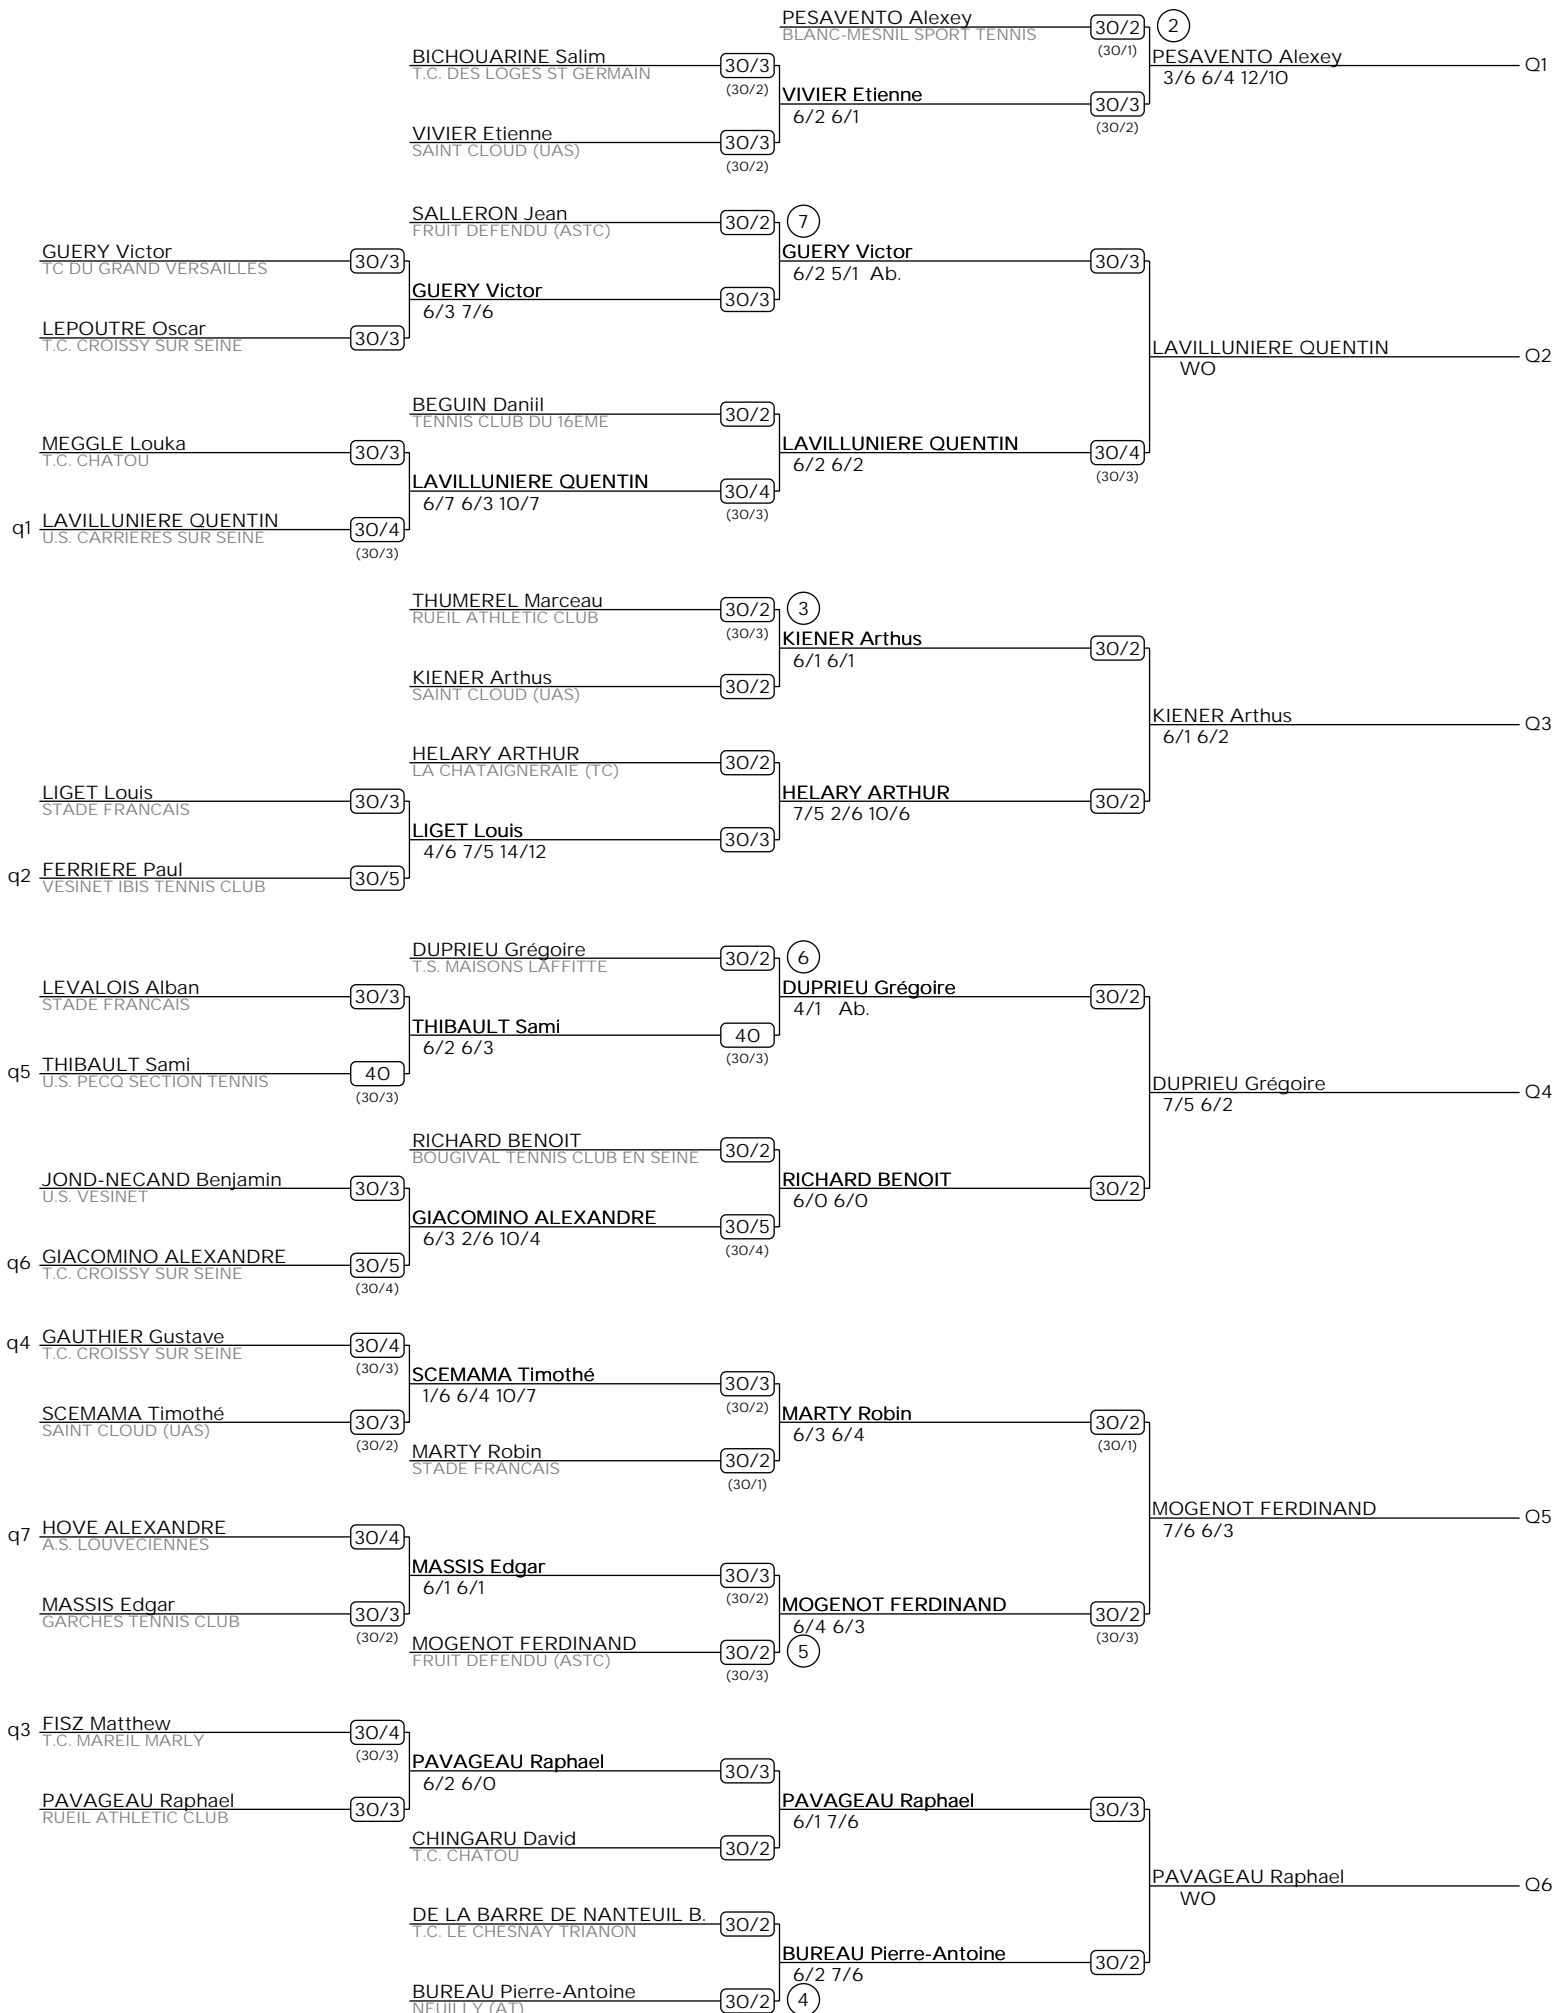 PESAVENTO Alexey 30/2 2
BLANC-MESNIL SPORT TENNIS (30/1)
BICHOUARINE Salim 30/3
T.C. DES LOGES ST GERMAIN (30/2)
PESAVENTO Alexey Q1
3/6 6/4 12/10
VIVIER Etienne 30/3
6/2 6/1 (30/2)
VIVIER Etienne 30/3
SAINT CLOUD (UAS) (30/2)
SALLERON Jean 30/2 7
FRUIT DEFENDU (ASTC)
GUERY Victor 30/3
TC DU GRAND VERSAILLES
GUERY Victor 30/3
6/2 5/1 Ab.
GUERY Victor 30/3
6/3 7/6
LEPOUTRE Oscar 30/3
T.C. CROISSY SUR SEINE
LAVILLUNIERE QUENTIN Q2
WO
BEGUIN Daniil 30/2
TENNIS CLUB DU 16EME
MEGGLE Louka 30/3
T.C. CHATOU
LAVILLUNIERE QUENTIN 30/4
6/2 6/2 (30/3)
LAVILLUNIERE QUENTIN 30/4
6/7 6/3 10/7 (30/3)
q1 LAVILLUNIERE QUENTIN 30/4
U.S. CARRIERES SUR SEINE (30/3)
THUMEREL Marceau 30/2 3
RUEIL ATHLETIC CLUB (30/3)
KIENER Arthus 30/2
6/1 6/1
KIENER Arthus 30/2
SAINT CLOUD (UAS)
KIENER Arthus Q3
6/1 6/2
HELARY ARTHUR 30/2
LA CHATAIGNERAIE (TC)
LIGET Louis 30/3
STADE FRANCAIS
HELARY ARTHUR 30/2
7/5 2/6 10/6
LIGET Louis 30/3
4/6 7/5 14/12
q2 FERRIERE Paul 30/5
VESINET IBIS TENNIS CLUB
DUPRIEU Grégoire 30/2 6
T.S. MAISONS LAFFITTE
LEVALOIS Alban 30/3
STADE FRANCAIS
DUPRIEU Grégoire 30/2
4/1 Ab.
THIBAULT Sami 40
6/2 6/3 (30/3)
q5 THIBAULT Sami 40
U.S. PECQ SECTION TENNIS (30/3)
DUPRIEU Grégoire Q4
7/5 6/2
RICHARD BENOIT 30/2
BOUGIVAL TENNIS CLUB EN SEINE
JOND-NECAND Benjamin 30/3
U.S. VESINET
RICHARD BENOIT 30/2
6/0 6/0
GIACOMINO ALEXANDRE 30/5
6/3 2/6 10/4 (30/4)
q6 GIACOMINO ALEXANDRE 30/5
T.C. CROISSY SUR SEINE (30/4)
q4 GAUTHIER Gustave 30/4
T.C. CROISSY SUR SEINE (30/3)
SCEMAMA Timothé 30/3
1/6 6/4 10/7 (30/2)
SCEMAMA Timothé 30/3
SAINT CLOUD (UAS) (30/2)
MARTY Robin 30/2
6/3 6/4 (30/1)
MARTY Robin 30/2
STADE FRANCAIS (30/1)
MOGENOT FERDINAND Q5
7/6 6/3
q7 HOVE ALEXANDRE 30/4
A.S. LOUVECIENNES
MASSIS Edgar 30/3
6/1 6/1 (30/2)
MASSIS Edgar 30/3
GARCHES TENNIS CLUB (30/2)
MOGENOT FERDINAND 30/2
6/4 6/3 (30/3)
MOGENOT FERDINAND 30/2 5
FRUIT DEFENDU (ASTC) (30/3)
q3 FISZ Matthew 30/4
T.C. MAREIL MARLY (30/3)
PAVAGEAU Raphael 30/3
6/2 6/0
PAVAGEAU Raphael 30/3
RUEIL ATHLETIC CLUB
PAVAGEAU Raphael 30/3
6/1 7/6
CHINGARU David 30/2
T.C. CHATOU
PAVAGEAU Raphael Q6
WO
DE LA BARRE DE NANTEUIL B. 30/2
T.C. LE CHESNAY TRIANON
BUREAU Pierre-Antoine 30/2
6/2 7/6
BUREAU Pierre-Antoine 30/2 4
NEUILLY (AT)